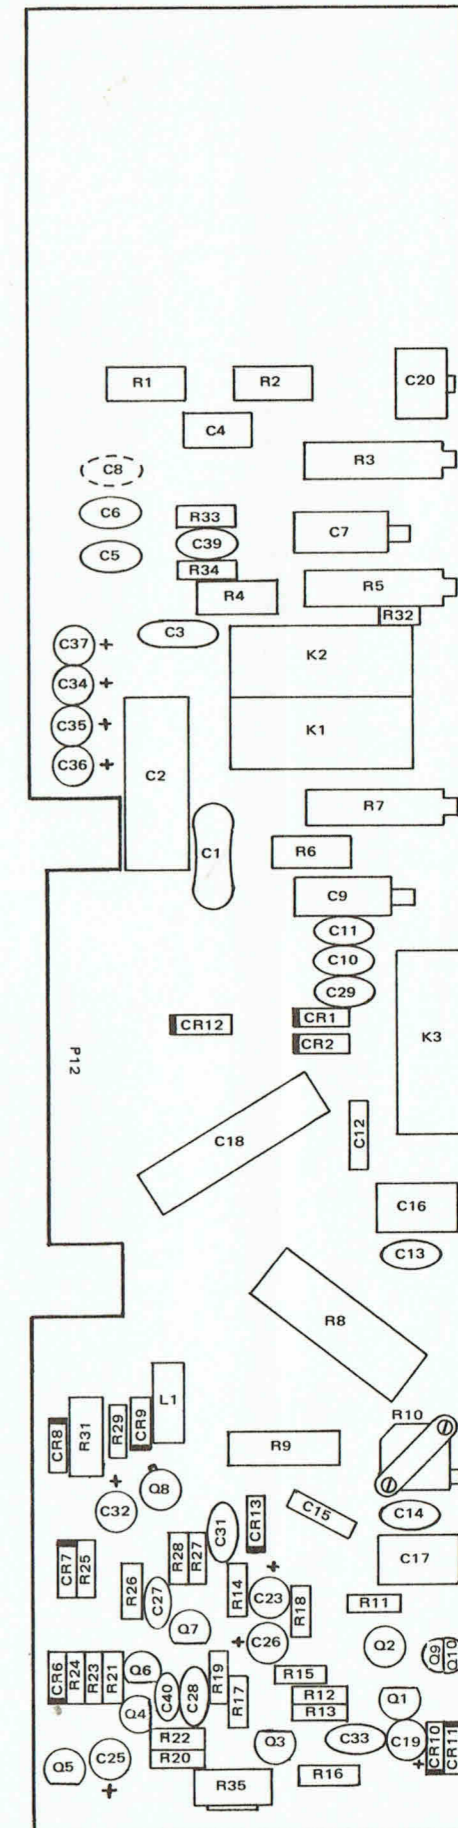 R1
R2
C20
C4
R3
C8
C6
R33
C7
C39
C5
R34
R5
R4
R32
C3
C37 +
K2
C34 +
C35 +
K1
C2
C36 +
R7
C1
R6
C9
C11
C10
C29
CR12
CR1
K3
CR2
P12
C12
C18
C16
C13
R8
L1
R10
CR8
R31
R29
CR9
R9
+
Q8
C32
CR13
C15
C14
C31
C17
CR7
R25
R28
R27
+
R26
C27
R14
C23
R18
R11
Q7
+ C26
Q2
Q9
Q10
CR6
R24
R23
R21
Q6
R19
R15
C40
C28
R17
R12
Q1
Q4
R13
R22
Q3
C33
C19
CR10
CR11
R20
+
Q5
C25
+
R35
R16